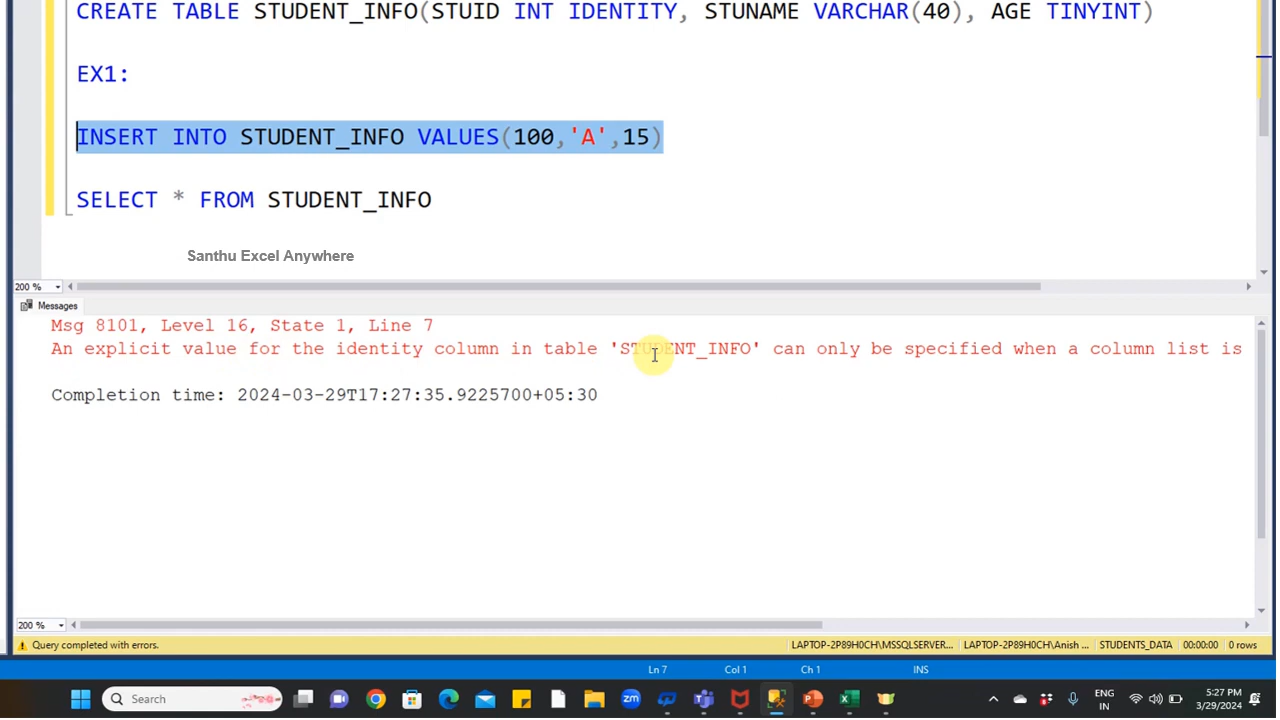 CREATE TABLE STUDENT_INFO(STUID INT IDENTITY, STUNAME VARCHAR(40), AGE TINYINT)
EX1:
INSERT INTO STUDENT_INFO VALUES(100,'A',15)
SELECT * FROM STUDENT_INFO
Santhu Excel Anywhere
200 %
Messages
Msg 8101, Level 16, State 1, Line 7
An explicit value for the identity column in table 'STUDENT_INFO' can only be specified when a column list is
Completion time: 2024-03-29T17:27:35.9225700+05:30
200 %
Query completed with errors. LAPTOP-2P89H0CH\MSSQLSERVER... LAPTOP-2P89H0CH\Anish ... STUDENTS_DATA 00:00:00 0 rows
Ln 7 Col 1 Ch 1 INS
Search ENG 5:27 PM
IN 3/29/2024